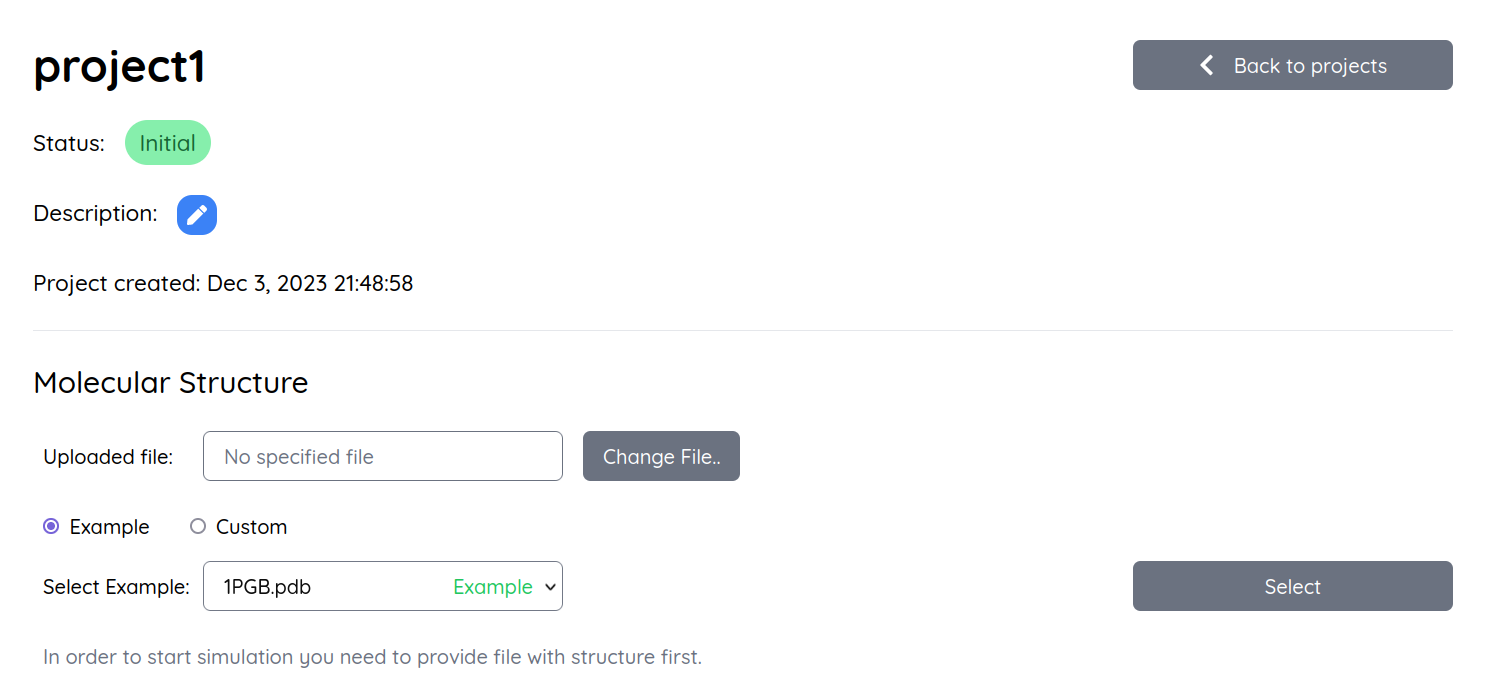 project1
Back to projects
Status: Initial
Description:
Project created: Dec 3, 2023 21:48:58
Molecular Structure
Uploaded file: No specified file Change File..
Example Custom
Select Example: 1PGB.pdb Example Select
In order to start simulation you need to provide file with structure first.